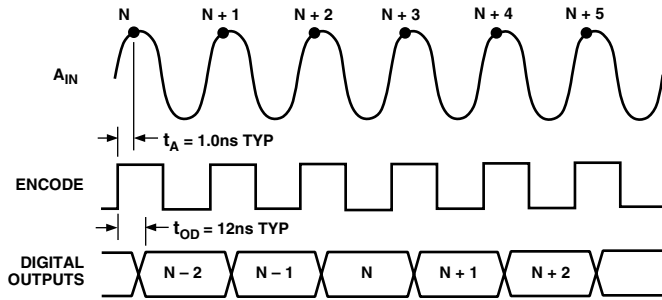 N N + 1 N + 2 N + 3 N + 4 N + 5
AIN
tA = 1.0ns TYP
ENCODE
tOD = 12ns TYP
DIGITAL OUTPUTS
N – 2 N – 1 N N + 1 N + 2